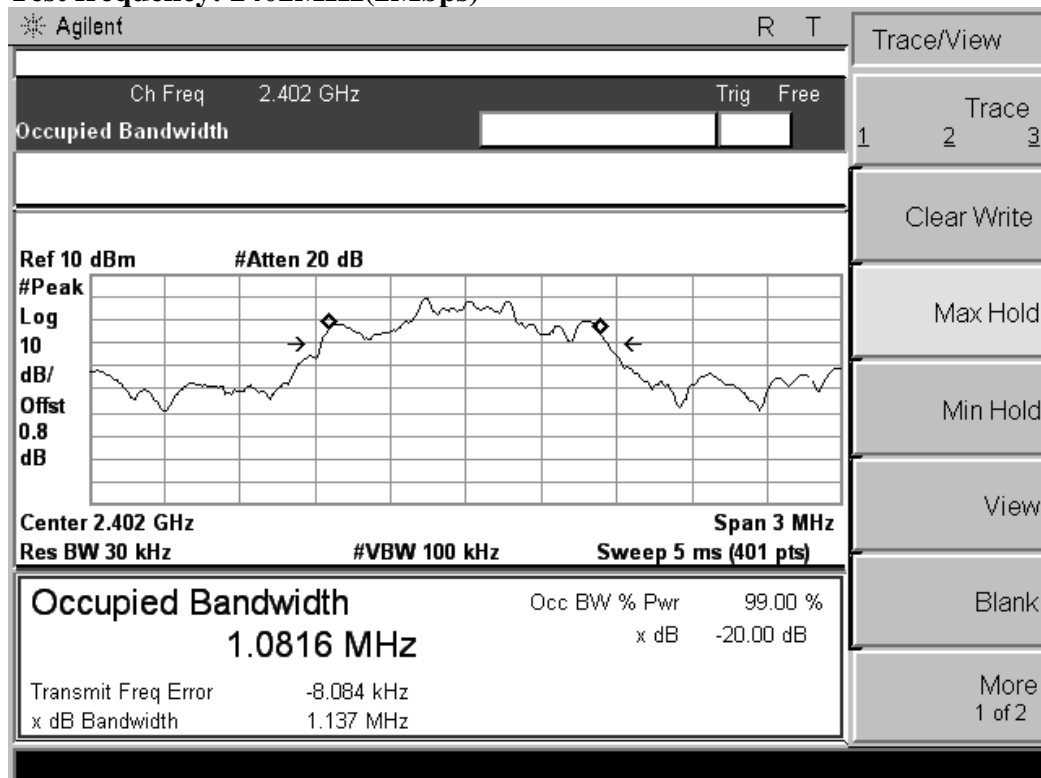 Agilent R T
Trace/View
Ch Freq 2.402 GHz Trig Free
Occupied Bandwidth
Trace
1 2 3
Clear Write
Ref 10 dBm #Atten 20 dB
#Peak
Log
10
dB/
Offst
0.8
dB
Max Hold
Min Hold
View
Center 2.402 GHz Span 3 MHz
Res BW 30 kHz #VBW 100 kHz Sweep 5 ms (401 pts)
Occupied Bandwidth
1.0816 MHz
Occ BW % Pwr 99.00 %
x dB -20.00 dB
Transmit Freq Error -8.084 kHz
x dB Bandwidth 1.137 MHz
Blank
More
1 of 2